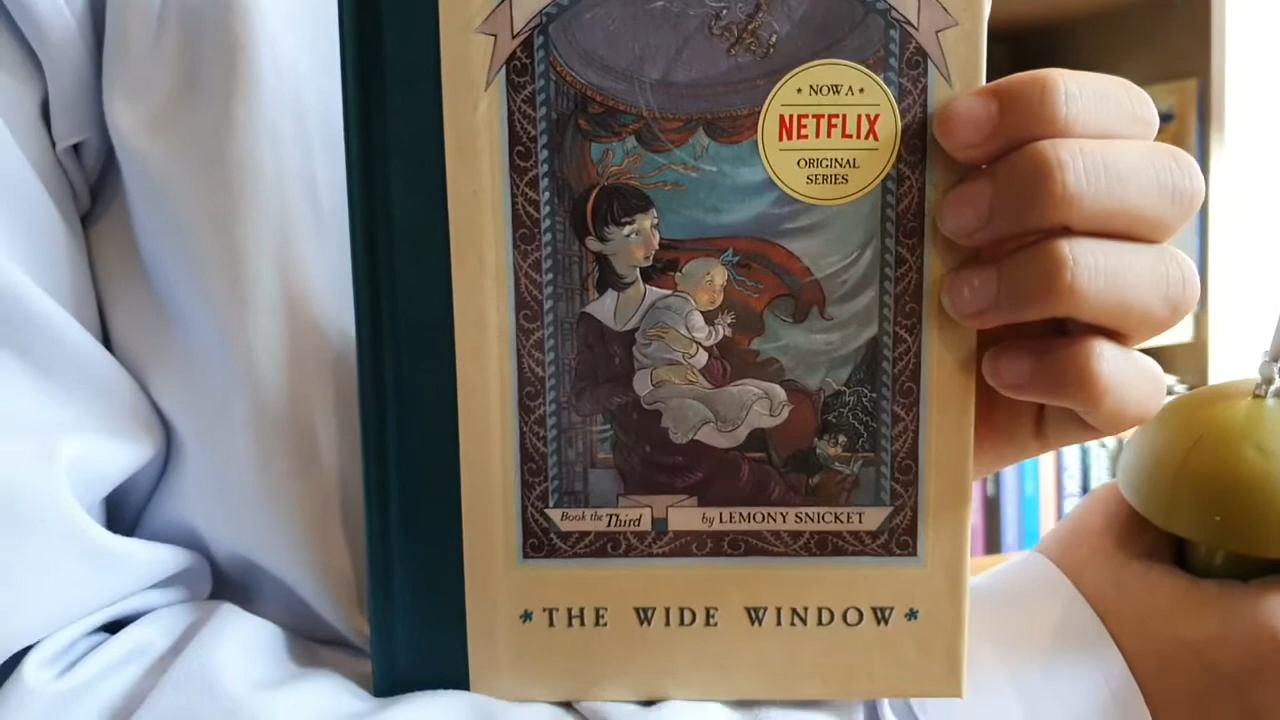 * NOW A *
NETFLIX
ORIGINAL
SERIES
Book the Third
by LEMONY SNICKET
*THE WIDE WINDOW*